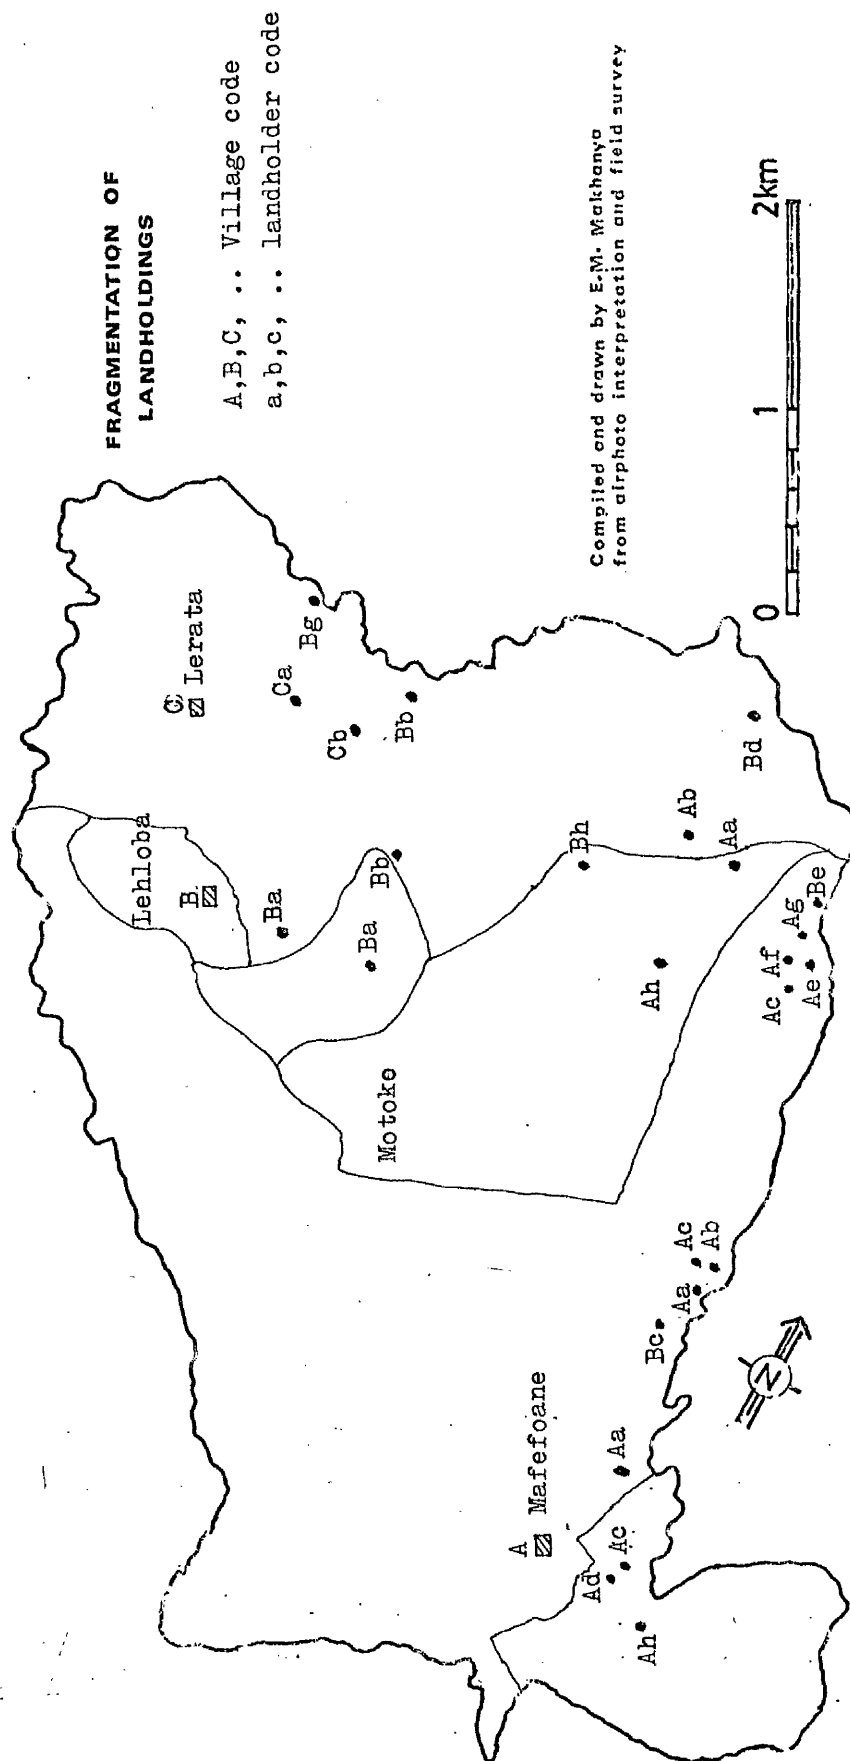 FRAGMENTATION OF
LANDHOLDINGS
A,B,C, .. Village code
a,b,c, .. landholder code
C
Lerata
Lehloba
B
Bg
Ca
Cb
Bb
Ba
Bb
Ba
Bd
Ab
Aa
Bh
Ah
Be
Ag
Af
Ac
Ae
Motoke
Ac
Ab
Aa
Bc
A
Mafefoane
Aa
Ac
Ad
Ah
N
Compiled and drawn by E.M. Makhanya
from airphoto interpretation and field survey
0
1
2km